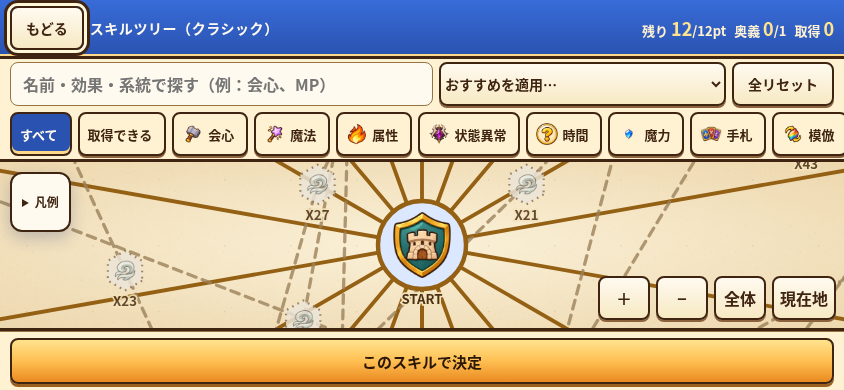 もどる スキルツリー（クラシック） 残り 12/12pt 奥義 0/1 取得 0
名前・効果・系統で探す（例：会心、MP） おすすめを適用… 全リセット
すべて 取得できる 会心 魔法 属性 状態異常 時間 魔力 手札 模倣
X43
▶ 凡例
X27 X21
X23
START
＋ － 全体 現在地
このスキルで決定